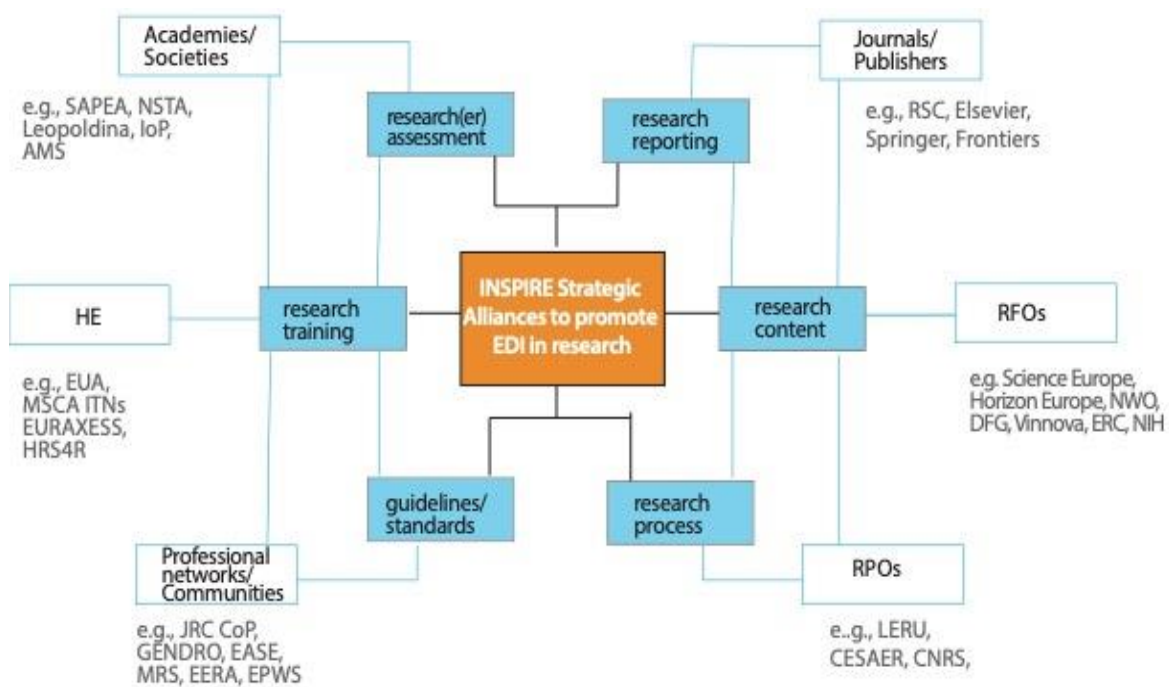 Academies/
Societies
e.g., SAPEA, NSTA,
Leopoldina, IoP,
AMS
research(er)
assessment
research
reporting
Journals/
Publishers
e.g., RSC, Elsevier,
Springer, Frontiers
HE
e.g., EUA,
MSCA ITNs
EURAXESS,
HRS4R
research
training
INSPIRE Strategic
Alliances to promote
EDI in research
research
content
RFOs
e.g. Science Europe,
Horizon Europe, NWO,
DFG, Vinnova, ERC, NIH
guidelines/
standards
research
process
Professional
networks/
Communities
e.g., JRC CoP,
GENDRO, EASE,
MRS, EERA, EPWS
RPOs
e..g., LERU,
CESAER, CNRS,